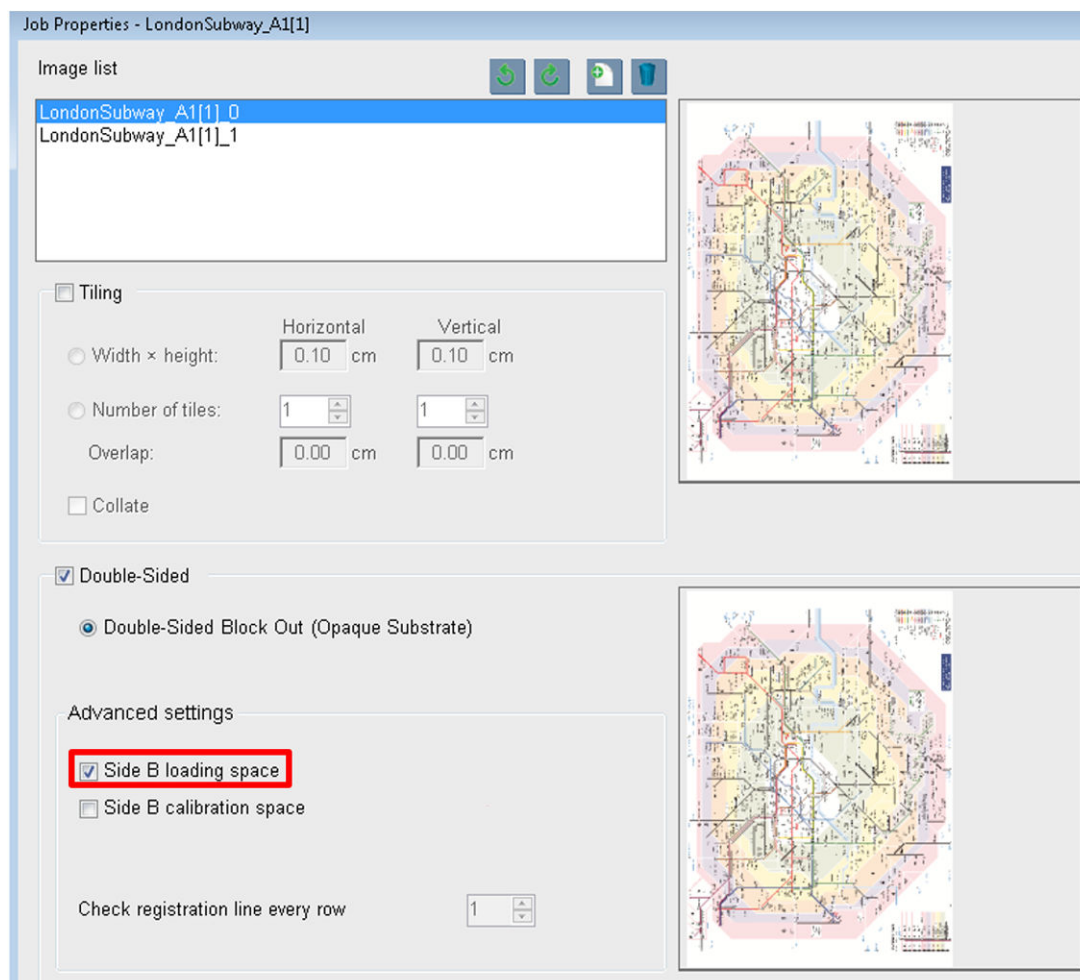 Job Properties - LondonSubway_A1[1]
Image list
LondonSubway_A1[1]_0
LondonSubway_A1[1]_1
Tiling
Horizontal Vertical
Width × height: 0.10 cm 0.10 cm
Number of tiles: 1 1
Overlap: 0.00 cm 0.00 cm
Collate
Double-Sided
Double-Sided Block Out (Opaque Substrate)
Advanced settings
Side B loading space
Side B calibration space
Check registration line every row 1